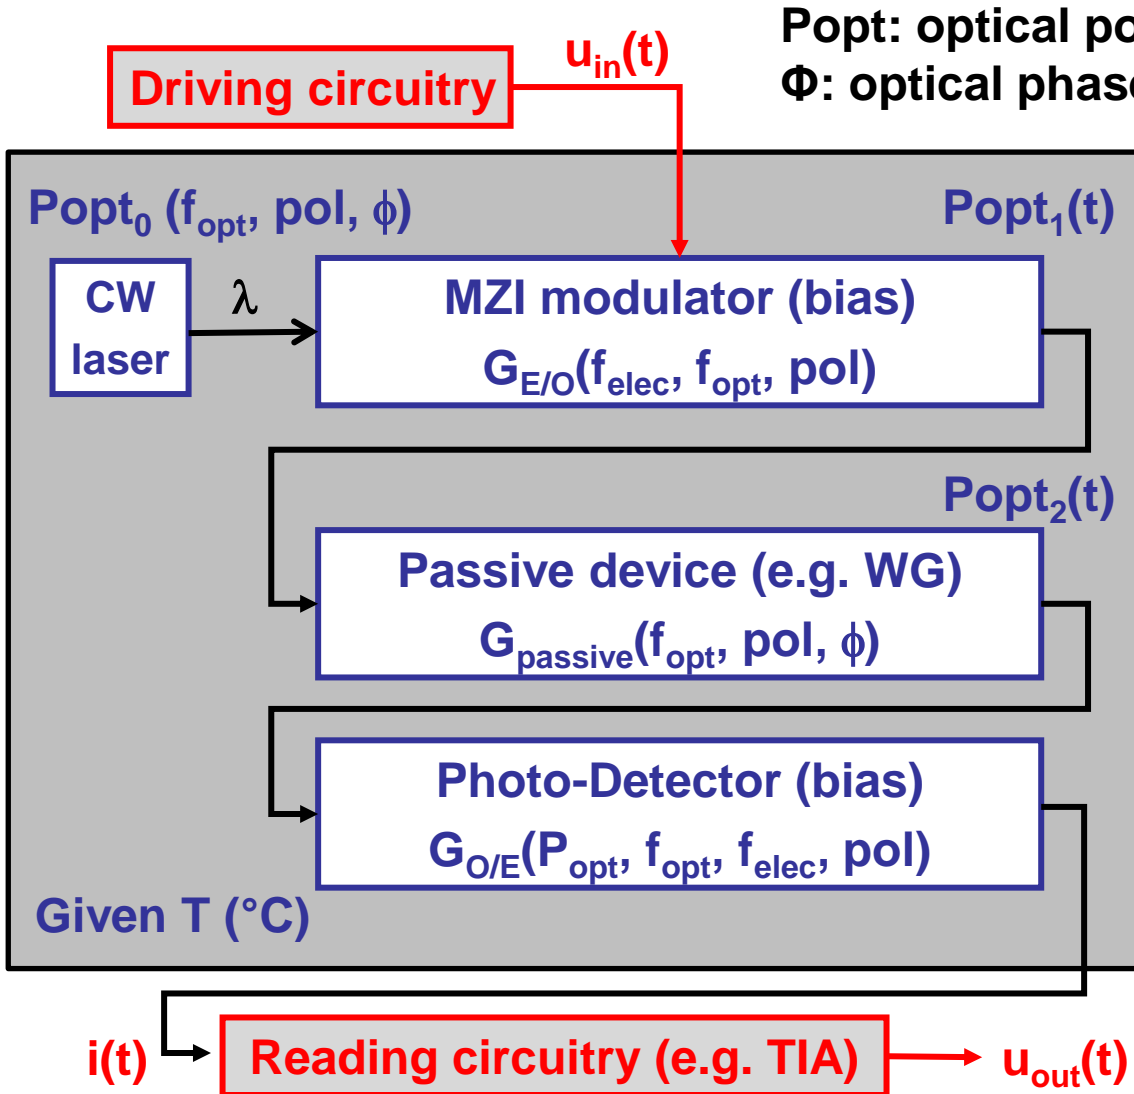 Popt: optical po
Φ: optical phase
u_in(t)
Driving circuitry
Popt_0 (f_opt, pol, ϕ)
Popt_1(t)
CW
laser
λ
MZI modulator (bias)
G_E/O(f_elec, f_opt, pol)
Popt_2(t)
Passive device (e.g. WG)
G_passive(f_opt, pol, ϕ)
Photo-Detector (bias)
G_O/E(P_opt, f_opt, f_elec, pol)
Given T (°C)
i(t)
Reading circuitry (e.g. TIA)
u_out(t)